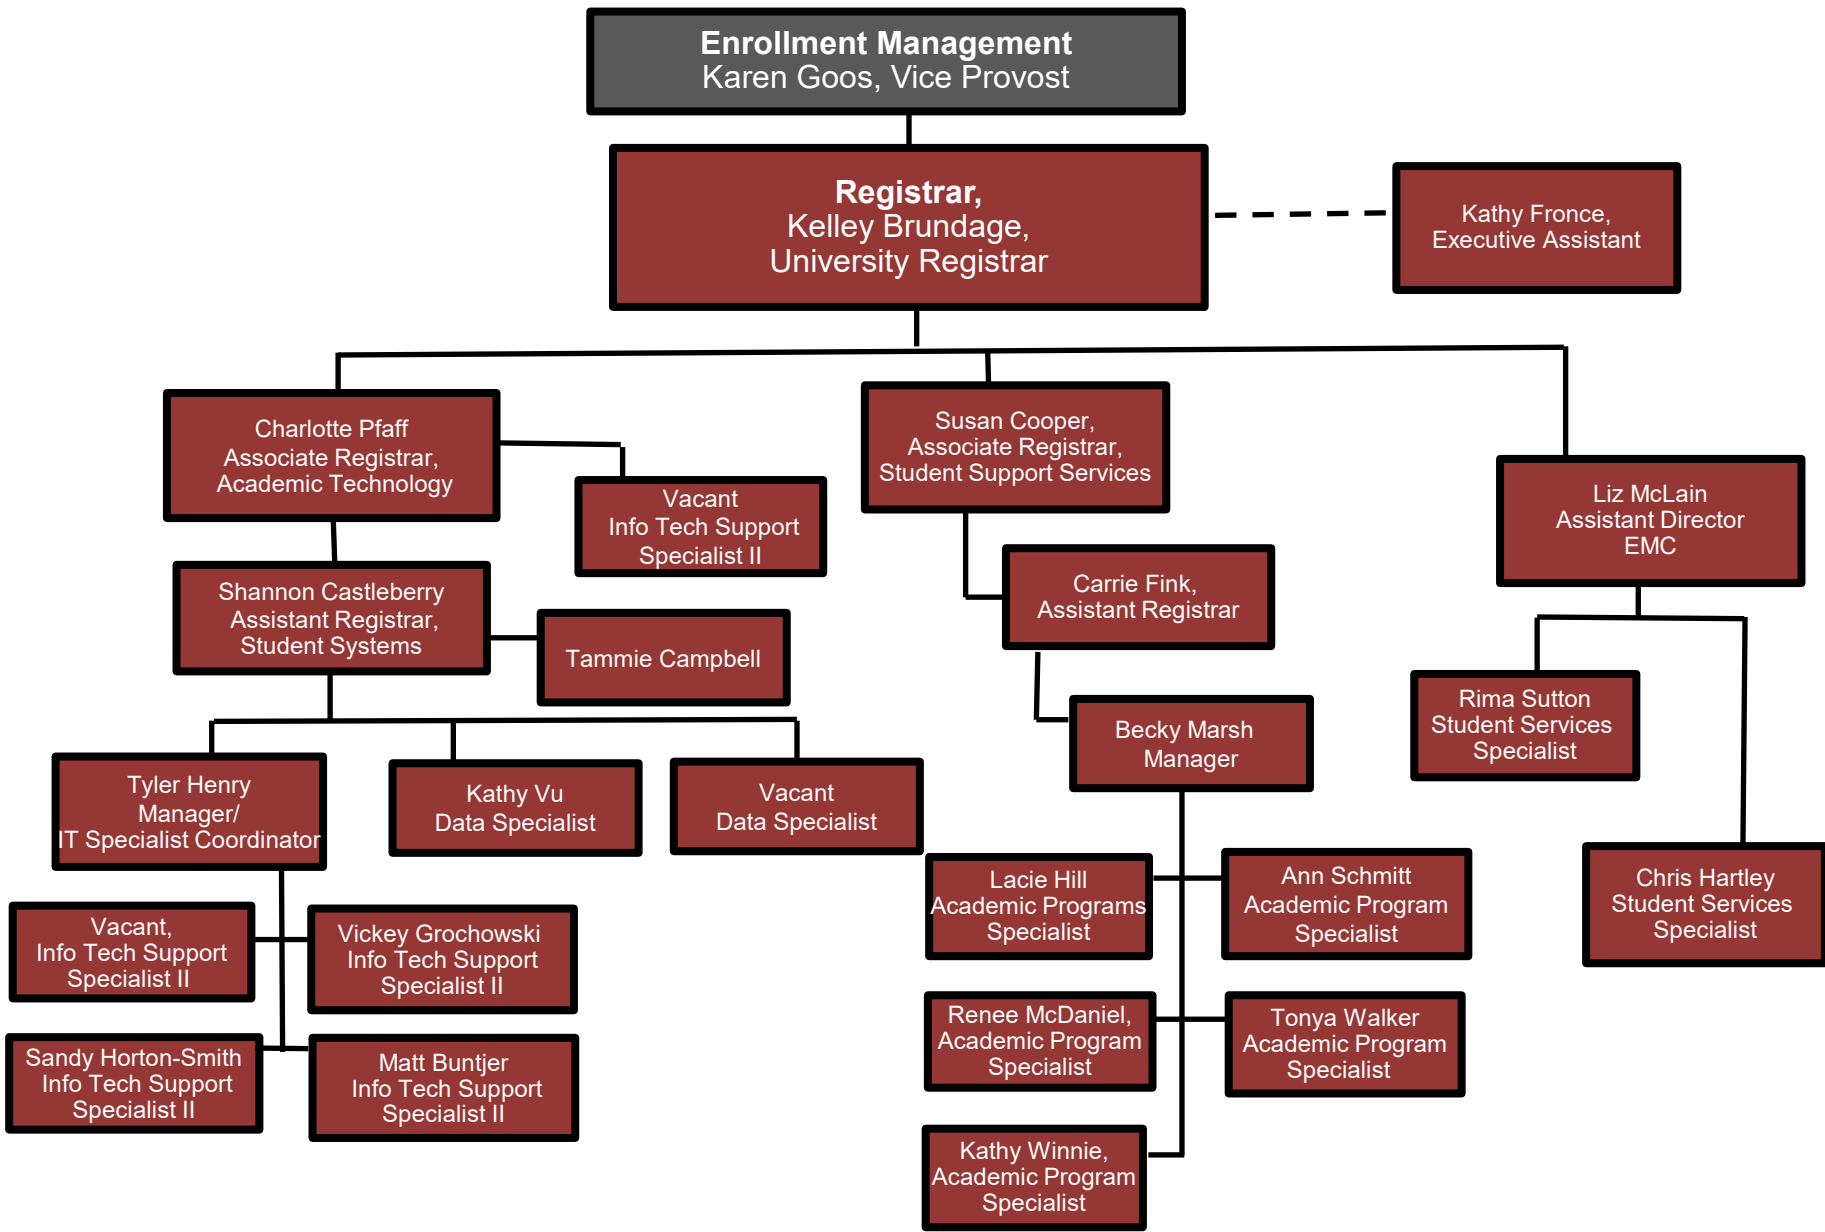 Enrollment Management
Karen Goos, Vice Provost
Registrar,
Kelley Brundage,
University Registrar
Kathy Fronce,
Executive Assistant
Charlotte Pfaff
Associate Registrar,
Academic Technology
Vacant
Info Tech Support
Specialist II
Susan Cooper,
Associate Registrar,
Student Support Services
Liz McLain
Assistant Director
EMC
Shannon Castleberry
Assistant Registrar,
Student Systems
Tammie Campbell
Carrie Fink,
Assistant Registrar
Rima Sutton
Student Services
Specialist
Becky Marsh
Manager
Tyler Henry
Manager/
IT Specialist Coordinator
Kathy Vu
Data Specialist
Vacant
Data Specialist
Lacie Hill
Academic Programs
Specialist
Ann Schmitt
Academic Program
Specialist
Chris Hartley
Student Services
Specialist
Vacant,
Info Tech Support
Specialist II
Vickey Grochowski
Info Tech Support
Specialist II
Renee McDaniel,
Academic Program
Specialist
Tonya Walker
Academic Program
Specialist
Sandy Horton-Smith
Info Tech Support
Specialist II
Matt Buntjer
Info Tech Support
Specialist II
Kathy Winnie,
Academic Program
Specialist